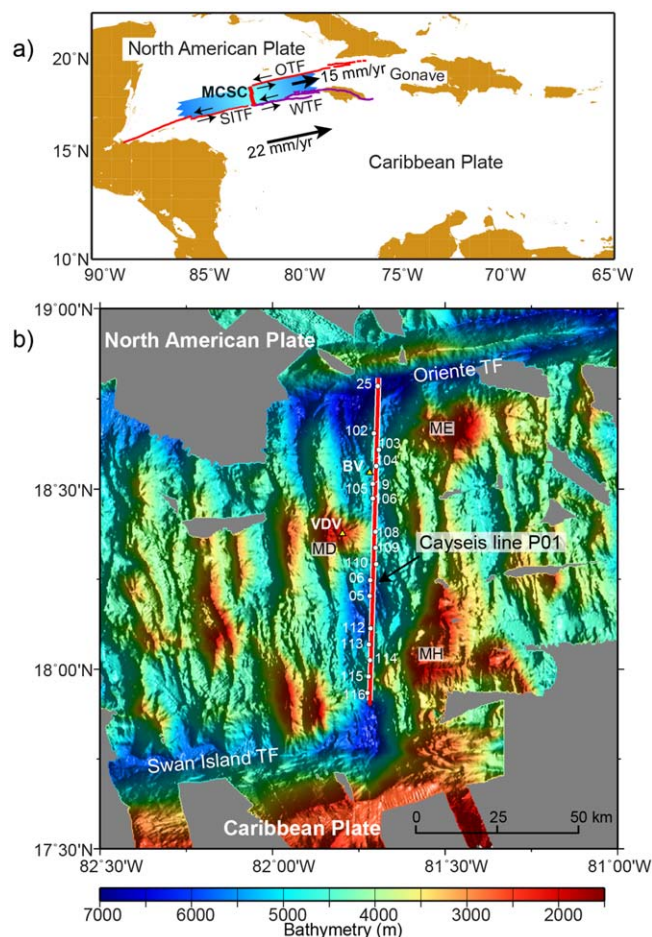 a)
20°N
North American Plate
OTF
15 mm/yr
MCSC
Gonave
SITF
WTF
15°N
22 mm/yr
Caribbean Plate
10°N
90°W
85°W
80°W
75°W
70°W
65°W
b)
19°00'N
North American Plate
Oriente TF
25
ME
102
103
BV
104
105
09
18°30'N
106
VDV
108
MD
109
Cayseis line P01
110
06
05
112
113
MH
114
18°00'N
115
116
Swan Island TF
Caribbean Plate
0
25
50 km
17°30'N
82°30'W
82°00'W
81°30'W
81°00'W
7000
6000
5000
4000
3000
2000
Bathymetry (m)